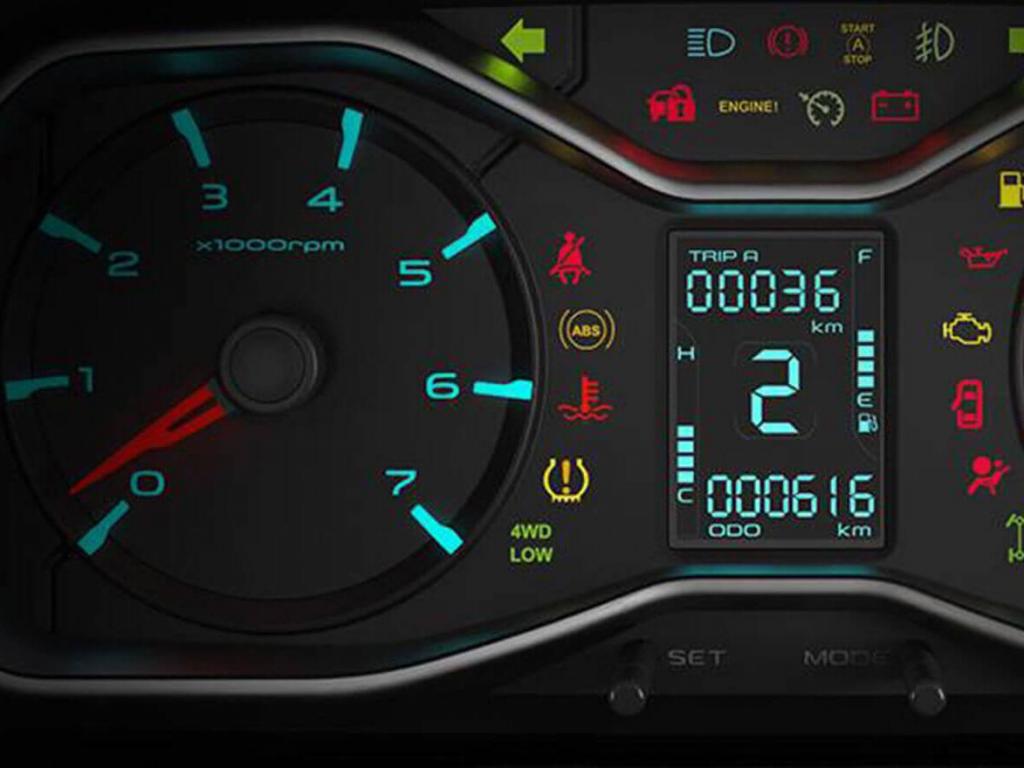 START
A
STOP
ENGINE!
3
4
x1000rpm
2
5
1
6
0
7
ABS
4WD
LOW
TRIP A
F
00036
km
H
2
E
C
000616
ODO
km
SET
MODE